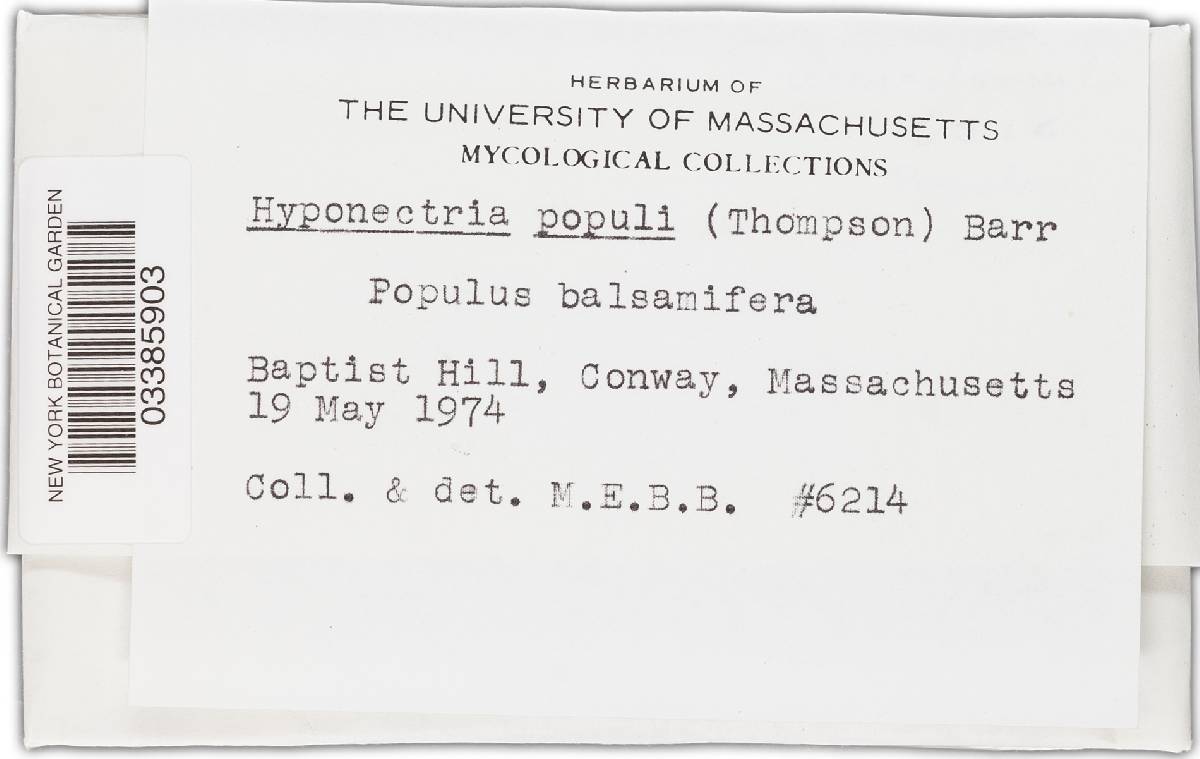 HERBARIUM OF
THE UNIVERSITY OF MASSACHUSETTS
MYCOLOGICAL COLLECTIONS
Hyponectria populi (Thompson) Barr
Populus balsamifera
Baptist Hill, Conway, Massachusetts
19 May 1974
Coll. & det. M.E.B.B. #6214
NEW YORK BOTANICAL GARDEN
03385903